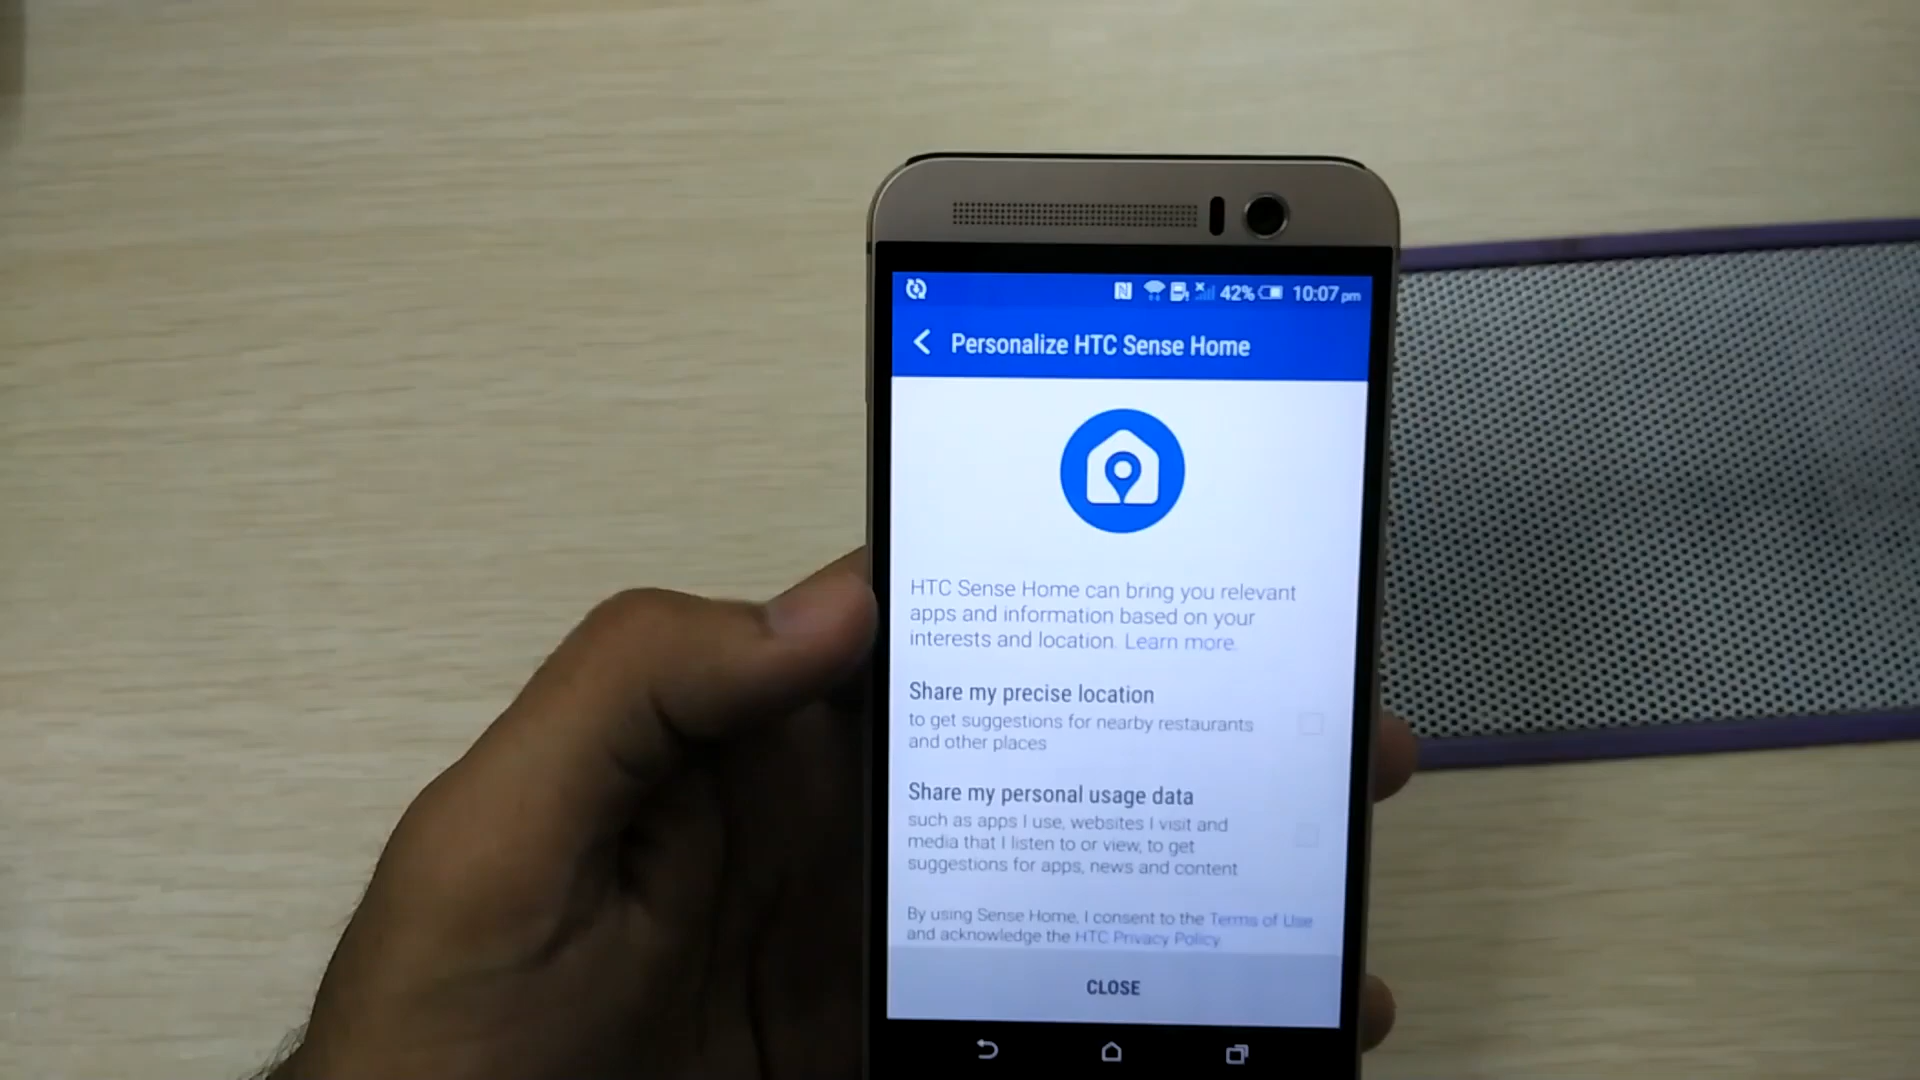 42% 10:07 pm
Personalize HTC Sense Home
HTC Sense Home can bring you relevant
apps and information based on your
interests and location. Learn more.
Share my precise location
to get suggestions for nearby restaurants
and other places
Share my personal usage data
such as apps I use, websites I visit and
media that I listen to or view, to get
suggestions for apps, news and content
By using Sense Home, I consent to the Terms of Use
and acknowledge the HTC Privacy Policy
CLOSE